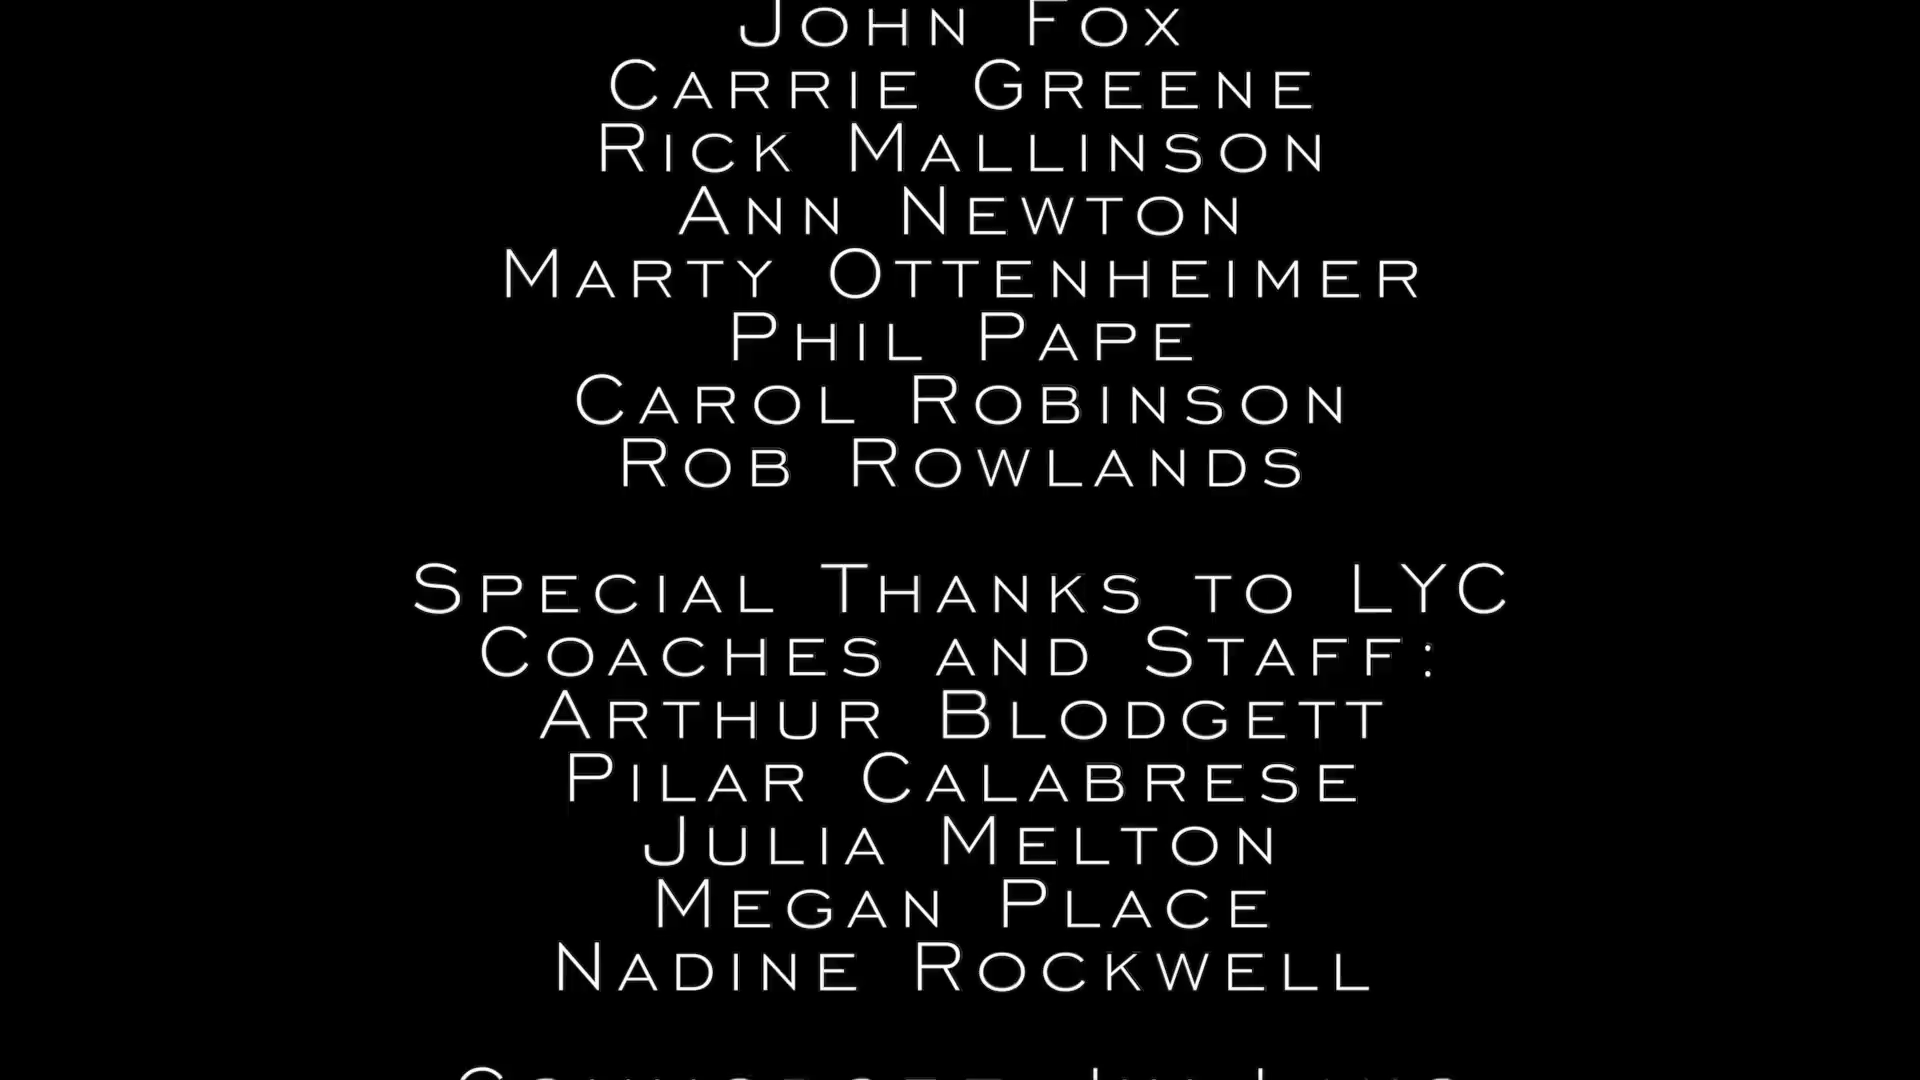 John Fox
Carrie Greene
Rick Mallinson
Ann Newton
Marty Ottenheimer
Phil Pape
Carol Robinson
Rob Rowlands
Special Thanks to LYC
Coaches and Staff:
Arthur Blodgett
Pilar Calabrese
Julia Melton
Megan Place
Nadine Rockwell